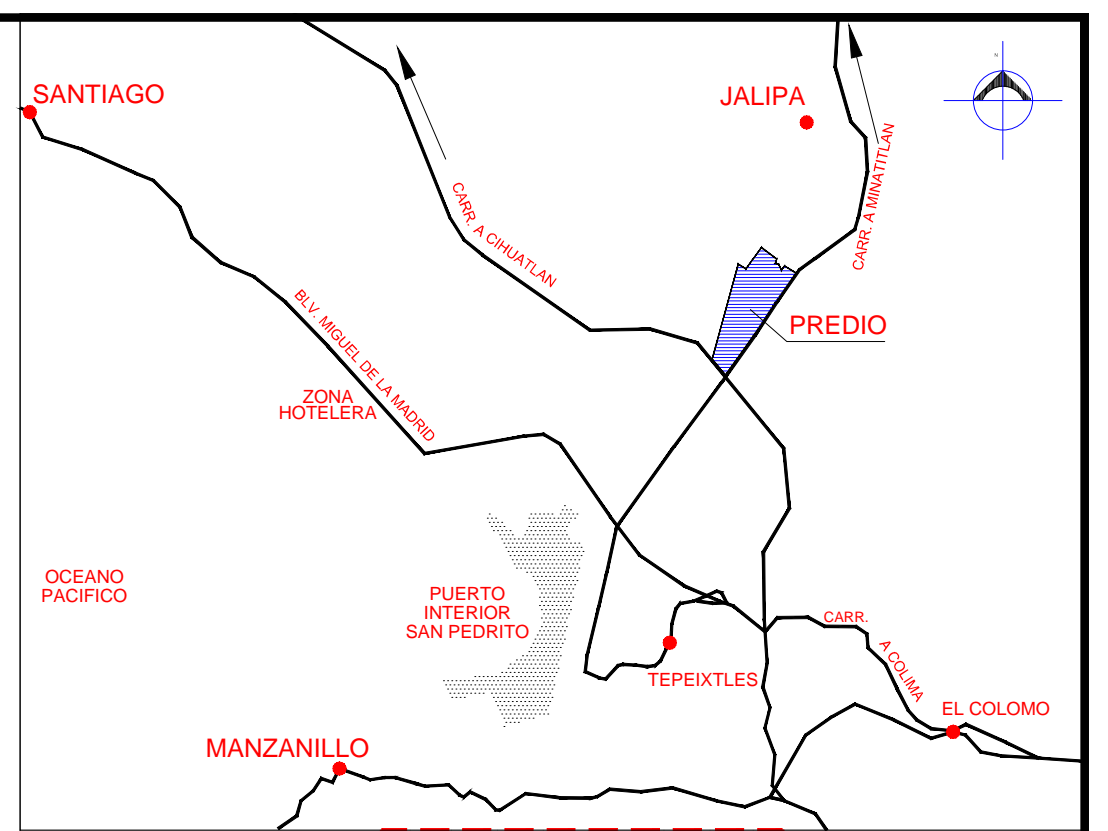 SANTIAGO
JALIPA
N
CARR. A CIHUATLAN
CARR. A MINATITLAN
BLV. MIGUEL DE LA MADRID
PREDIO
ZONA
HOTELERA
OCEANO
PACIFICO
PUERTO
INTERIOR
SAN PEDRITO
CARR.
A COLIMA
TEPEIXTLES
EL COLOMO
MANZANILLO